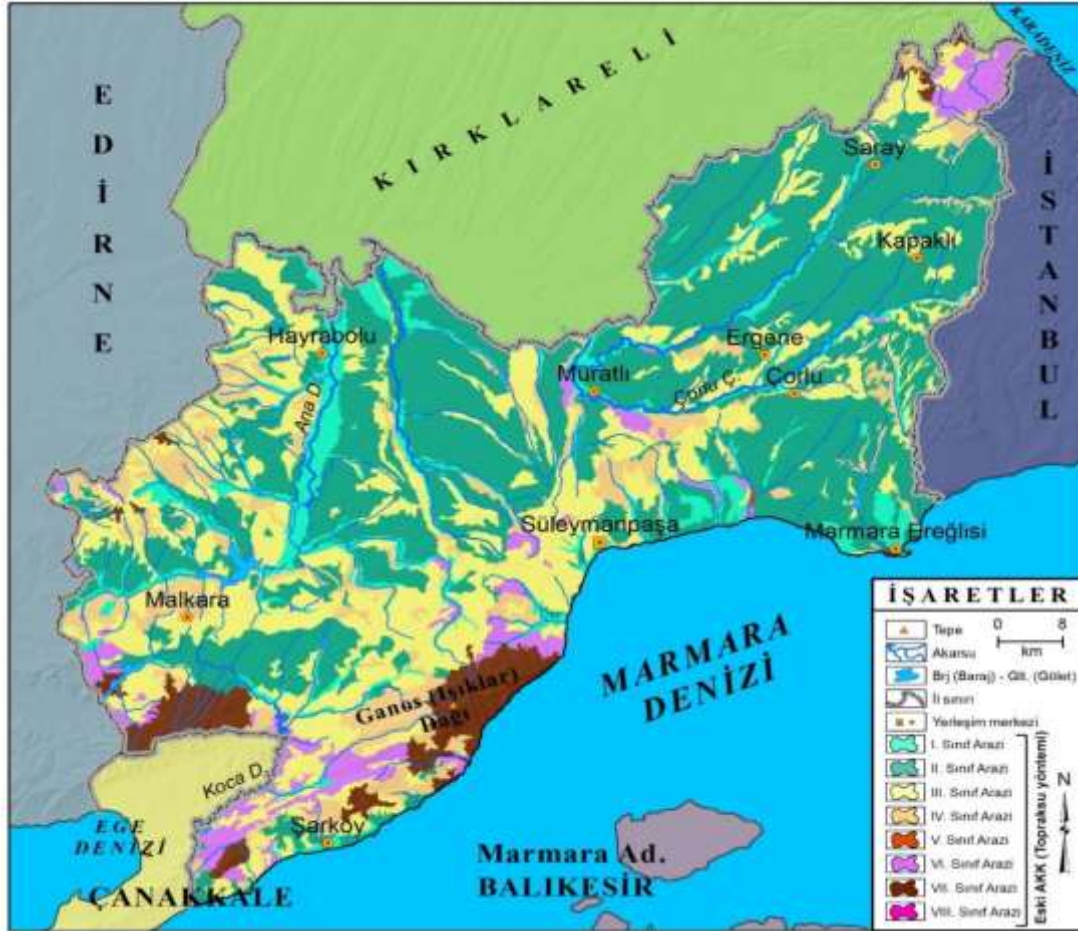 KARADENİZ
EDİRNE
KIRKLARELİ
İSTANBUL
Saray
Kapaklı
Hayrabolu
Ergene
Muratlı
Çorlu Ç.
Çorlu
Ana D.
Süleymanpaşa
Marmara Ereğlisi
Malkara
MARMARA
DENİZİ
Ganos (Işıklar)
Dağı
Koca D.
EGE
DENİZİ
Şarköy
ÇANAKKALE
Marmara Ad.
BALIKESİR
İŞARETLER
Tepe
0 8
km
Akarsu
Brj (Baraj) - Glt. (Gölet)
İl sınırı
Yerleşim merkezi
I. Sınıf Arazi
II. Sınıf Arazi
III. Sınıf Arazi
IV. Sınıf Arazi
V. Sınıf Arazi
VI. Sınıf Arazi
VII. Sınıf Arazi
VIII. Sınıf Arazi
Eski AKK (Topraksu yöntemi)
N